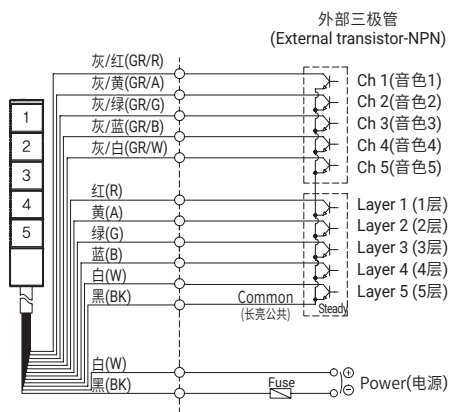 外部三极管
(External transistor-NPN)
灰/红(GR/R)
灰/黄(GR/A)
灰/绿(GR/G)
灰/蓝(GR/B)
灰/白(GR/W)
Ch 1(音色1)
Ch 2(音色2)
Ch 3(音色3)
Ch 4(音色4)
Ch 5(音色5)
1
2
3
4
5
红(R)
黄(A)
绿(G)
蓝(B)
白(W)
黑(BK)
Layer 1 (1层)
Layer 2 (2层)
Layer 3 (3层)
Layer 4 (4层)
Layer 5 (5层)
Common
(长亮公共)
Steady
白(W)
黑(BK)
Fuse
Power(电源)